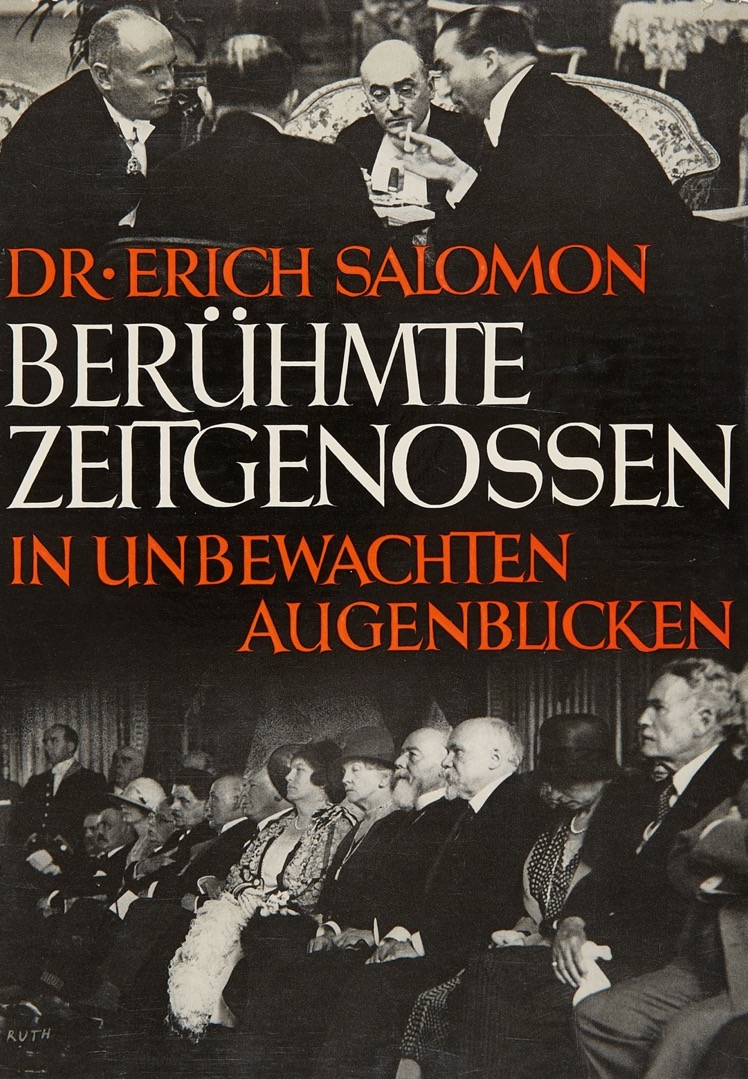 DR·ERICH SALOMON
BERÜHMTE
ZEITGENOSSEN
IN UNBEWACHTEN
AUGENBLICKEN
RUTH